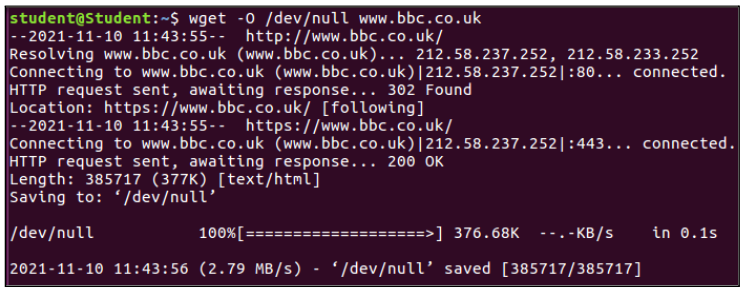 student@Student:~$ wget -O /dev/null www.bbc.co.uk
--2021-11-10 11:43:55-- http://www.bbc.co.uk/
Resolving www.bbc.co.uk (www.bbc.co.uk)... 212.58.237.252, 212.58.233.252
Connecting to www.bbc.co.uk (www.bbc.co.uk)|212.58.237.252|:80... connected.
HTTP request sent, awaiting response... 302 Found
Location: https://www.bbc.co.uk/ [following]
--2021-11-10 11:43:55-- https://www.bbc.co.uk/
Connecting to www.bbc.co.uk (www.bbc.co.uk)|212.58.237.252|:443... connected.
HTTP request sent, awaiting response... 200 OK
Length: 385717 (377K) [text/html]
Saving to: ‘/dev/null’
/dev/null 100%[===================>] 376.68K --.-KB/s in 0.1s
2021-11-10 11:43:56 (2.79 MB/s) - ‘/dev/null’ saved [385717/385717]